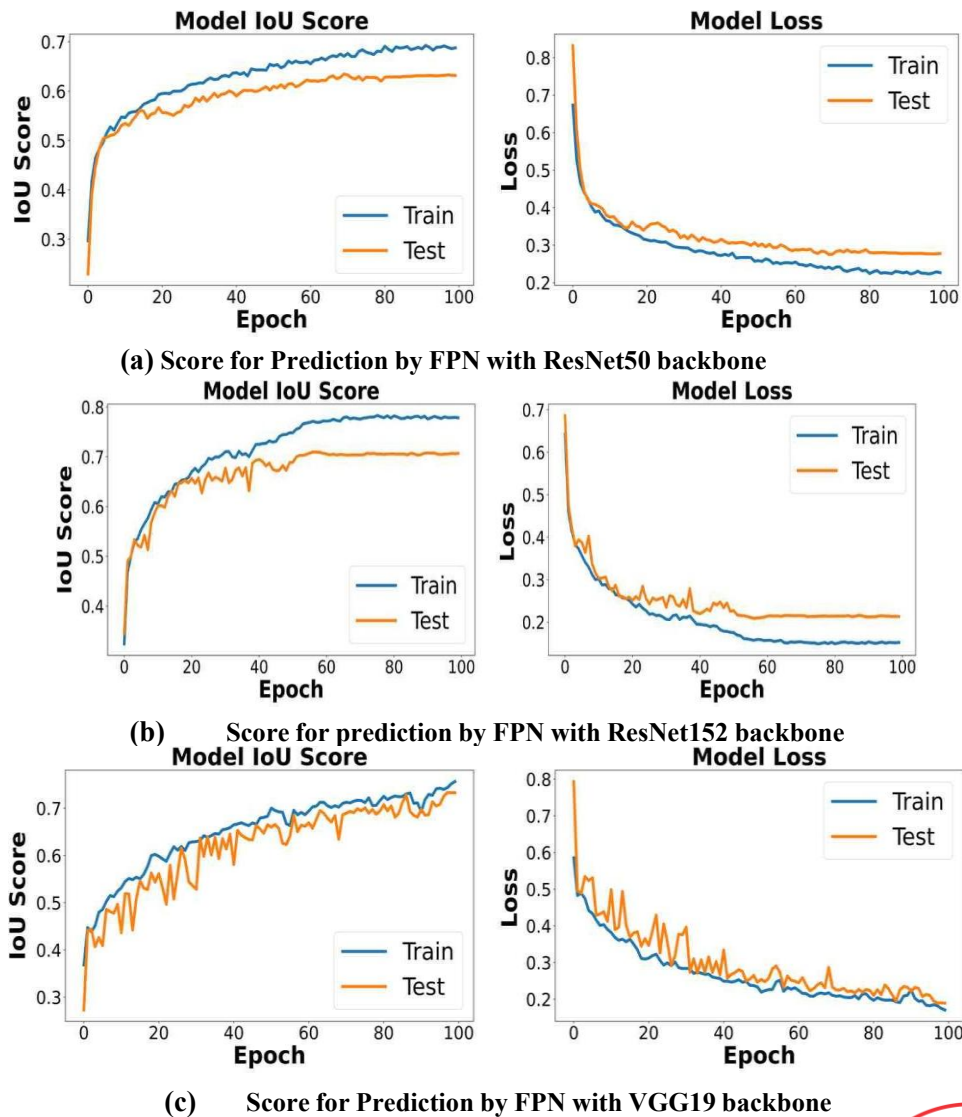 Model IoU Score
Model Loss
0.7
0.6
0.5
0.4
0.3
IoU Score
Train
Test
0 20 40 60 80 100
Epoch
0.8
0.7
0.6
0.5
0.4
0.3
0.2
Loss
Train
Test
0 20 40 60 80 100
Epoch
(a) Score for Prediction by FPN with ResNet50 backbone
Model IoU Score
Model Loss
0.8
0.7
0.6
0.5
0.4
IoU Score
Train
Test
0 20 40 60 80 100
Epoch
0.7
0.6
0.5
0.4
0.3
0.2
Loss
Train
Test
0 20 40 60 80 100
Epoch
(b) Score for prediction by FPN with ResNet152 backbone
Model IoU Score
Model Loss
0.7
0.6
0.5
0.4
0.3
IoU Score
Train
Test
0 20 40 60 80 100
Epoch
0.8
0.7
0.6
0.5
0.4
0.3
0.2
Loss
Train
Test
0 20 40 60 80 100
Epoch
(c) Score for Prediction by FPN with VGG19 backbone